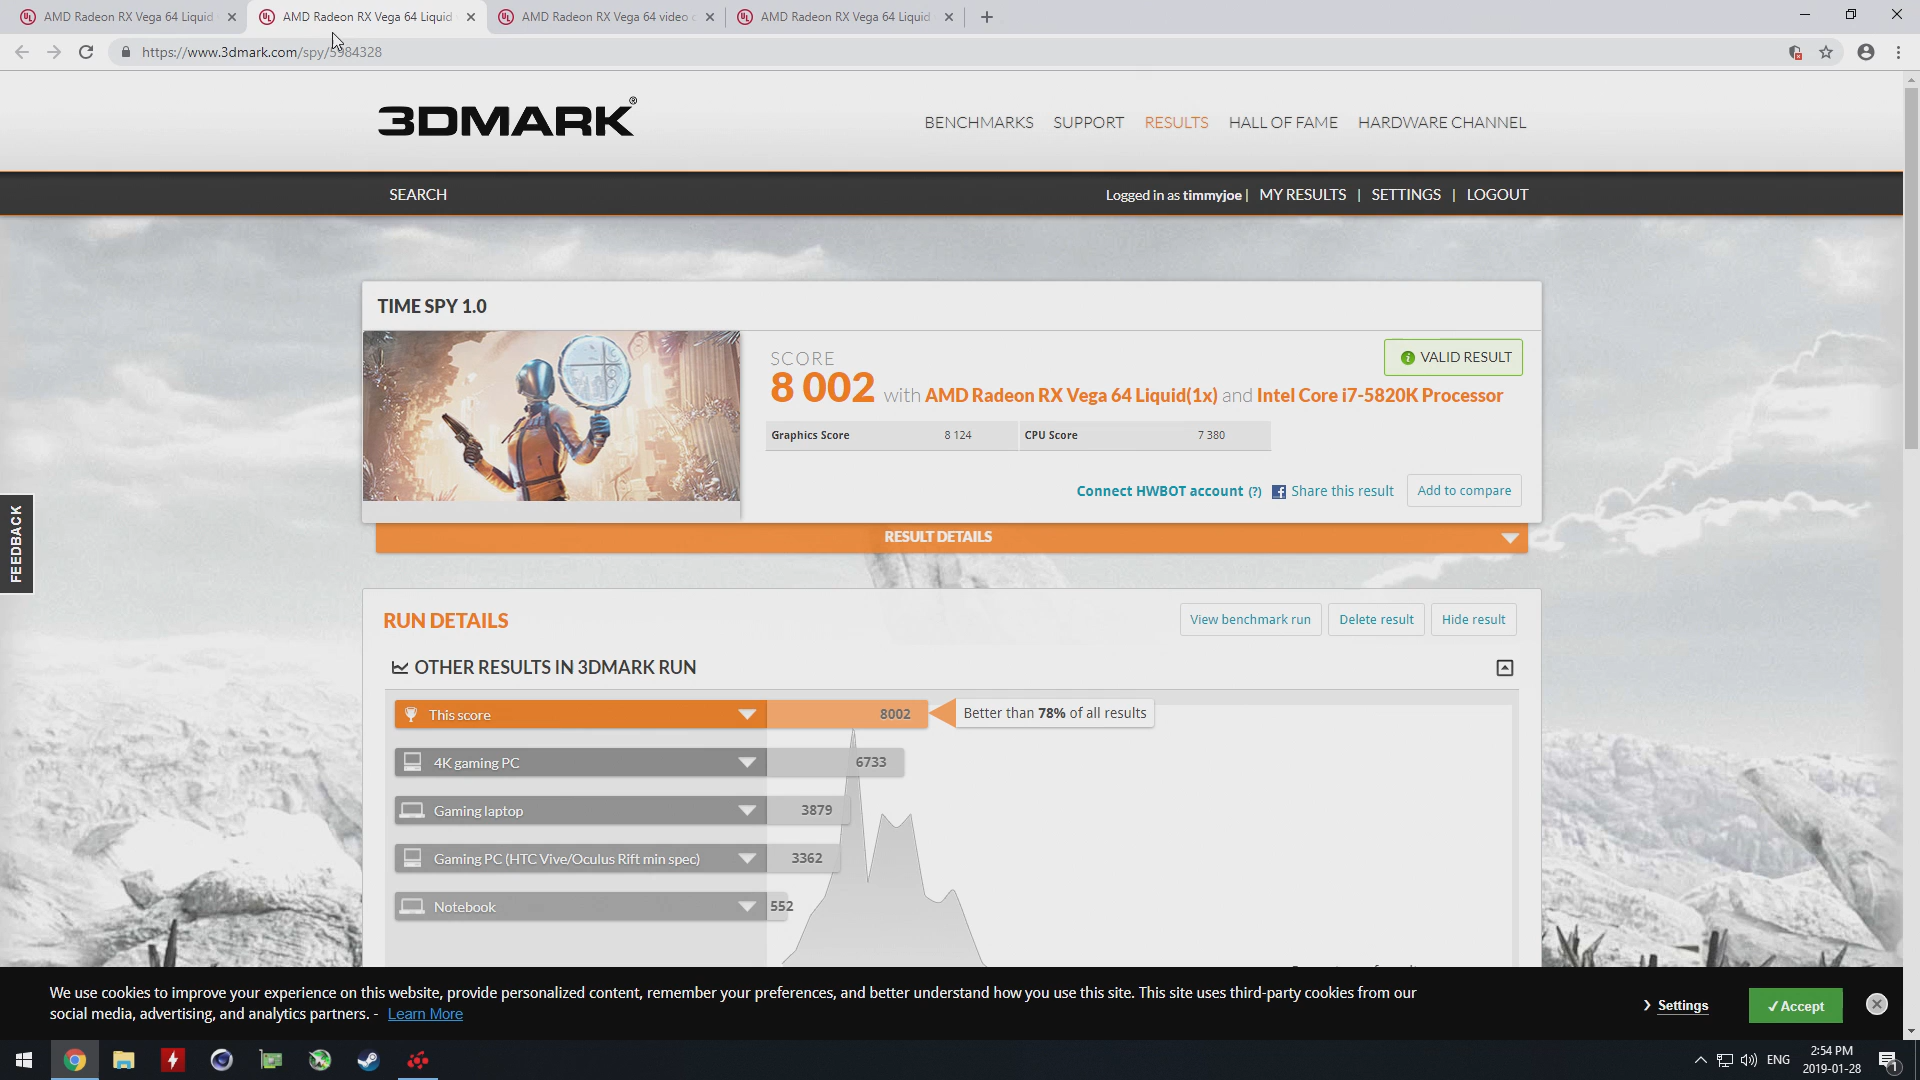 AMD Radeon RX Vega 64 Liquid
AMD Radeon RX Vega 64 Liquid
AMD Radeon RX Vega 64 video
AMD Radeon RX Vega 64 Liquid
https://www.3dmark.com/spy/5984328
3DMARK®
BENCHMARKS SUPPORT RESULTS HALL OF FAME HARDWARE CHANNEL
SEARCH
Logged in as timmyjoe | MY RESULTS | SETTINGS | LOGOUT
TIME SPY 1.0
SCORE
VALID RESULT
8 002 with AMD Radeon RX Vega 64 Liquid(1x) and Intel Core i7-5820K Processor
Graphics Score 8 124 CPU Score 7 380
Connect HWBOT account (?) Share this result Add to compare
FEEDBACK
RESULT DETAILS
RUN DETAILS
View benchmark run Delete result Hide result
OTHER RESULTS IN 3DMARK RUN
This score 8002 Better than 78% of all results
4K gaming PC 6733
Gaming laptop 3879
Gaming PC (HTC Vive/Oculus Rift min spec) 3362
Notebook 552
We use cookies to improve your experience on this website, provide personalized content, remember your preferences, and better understand how you use this site. This site uses third-party cookies from our
social media, advertising, and analytics partners. - Learn More
Settings
✓Accept
ENG
2:54 PM
2019-01-28
1